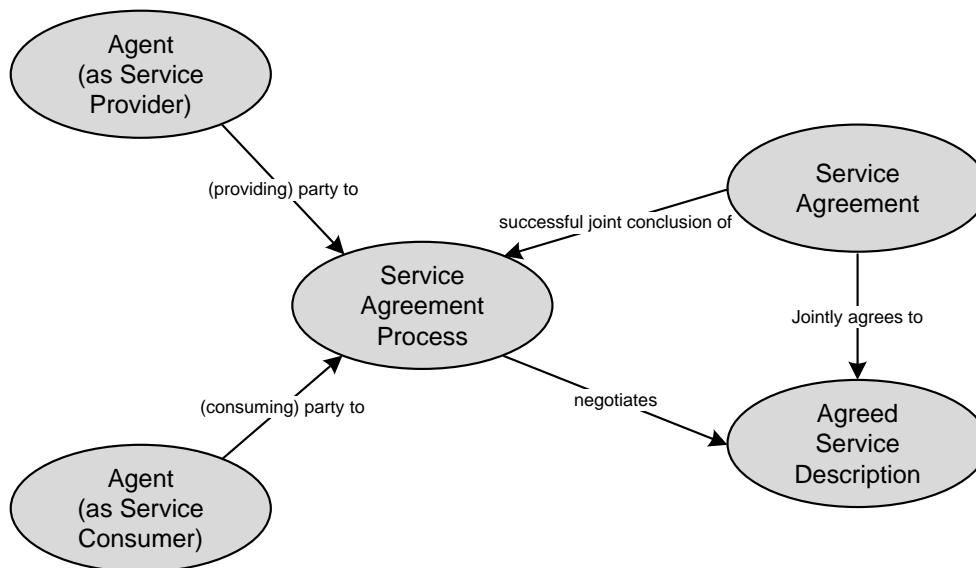 Agent
(as Service
Provider)
(providing) party to
Service
Agreement
successful joint conclusion of
Service
Agreement
Process
Jointly agrees to
(consuming) party to
negotiates
Agreed
Service
Description
Agent
(as Service
Consumer)